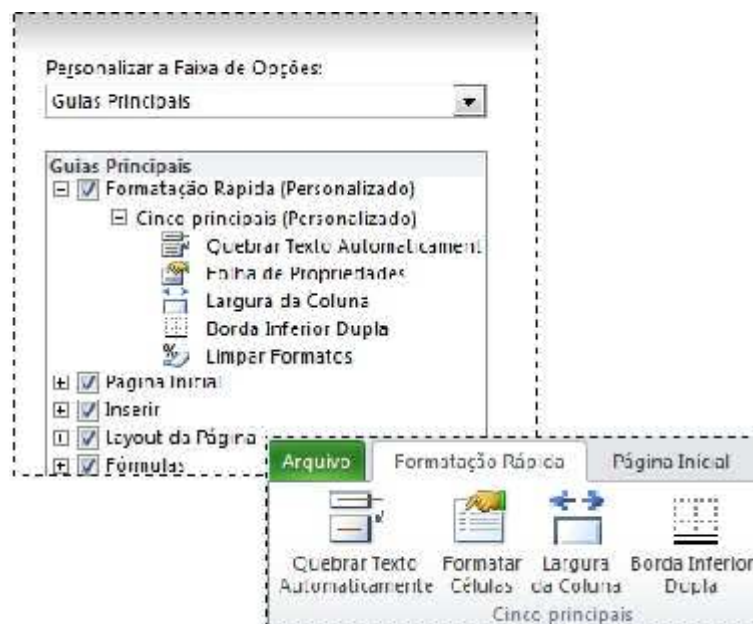 Personalizar a Faixa de Opções:
Guias Principais
Guias Principais
Formatação Rápida (Personalizado)
Cinco principais (Personalizado)
Quebrar Texto Automaticament
Folha de Propriedades
Largura da Coluna
Borda Inferior Dupla
Limpar Formatos
Página Inicial
Inserir
Layout da Página
Fórmulas
Arquivo Formatação Rápida Página Inicial
Quebrar Texto Formatar Largura Borda Inferior
Automaticamente Células da Coluna Dupla
Cinco principais